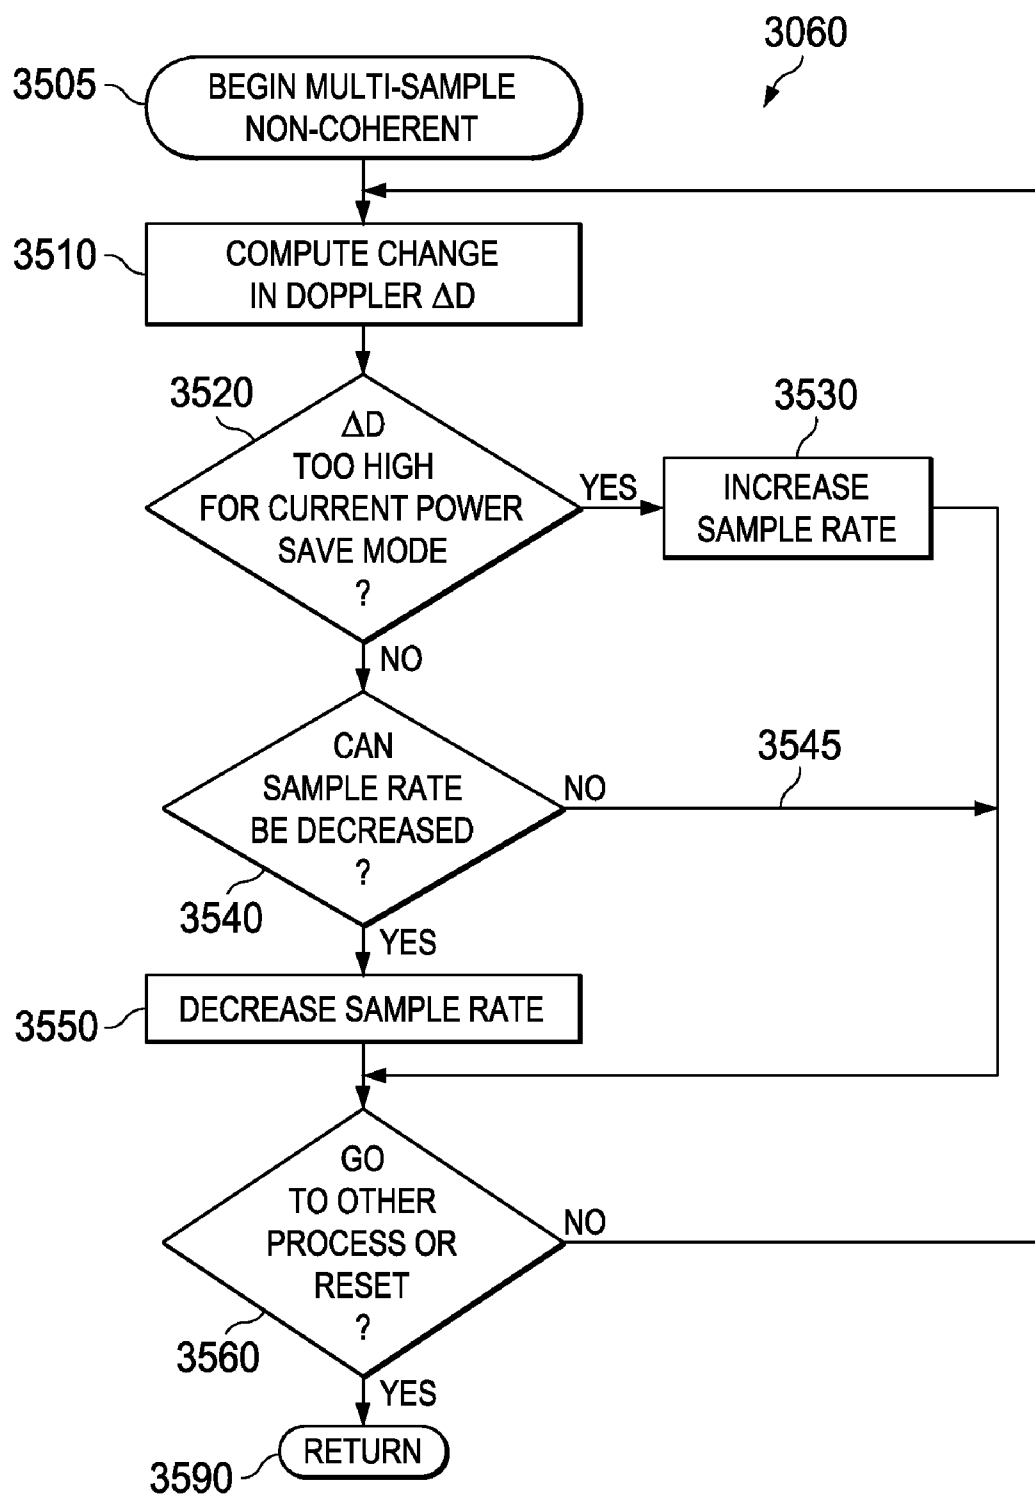 3060
3505
BEGIN MULTI-SAMPLE
NON-COHERENT
3510
COMPUTE CHANGE
IN DOPPLER ΔD
3520
ΔD
TOO HIGH
FOR CURRENT POWER
SAVE MODE
?
YES
3530
INCREASE
SAMPLE RATE
NO
CAN
SAMPLE RATE
BE DECREASED
?
NO
3545
3540
YES
3550
DECREASE SAMPLE RATE
GO
TO OTHER
PROCESS OR
RESET
?
NO
3560
YES
RETURN
3590